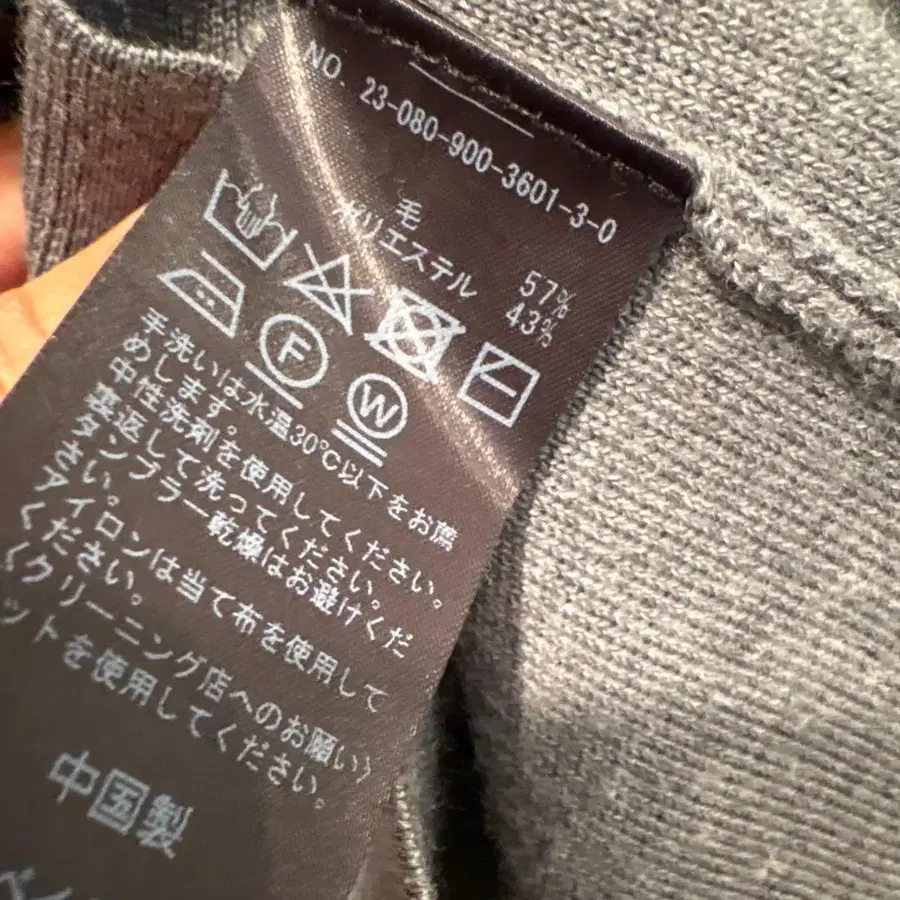 NO. 23-080-900-3601-3-0
毛 57%
ポリエステル 43%
F
W
手洗いは水温30℃以下をお薦
めします。
中性洗剤を使用してください。
裏返して洗ってください。
タンブラー乾燥はお避けくだ
さい。
アイロンは当て布を使用して
ください。
〈クリーニング店へのお願い〉
ットを使用してください。
中国製